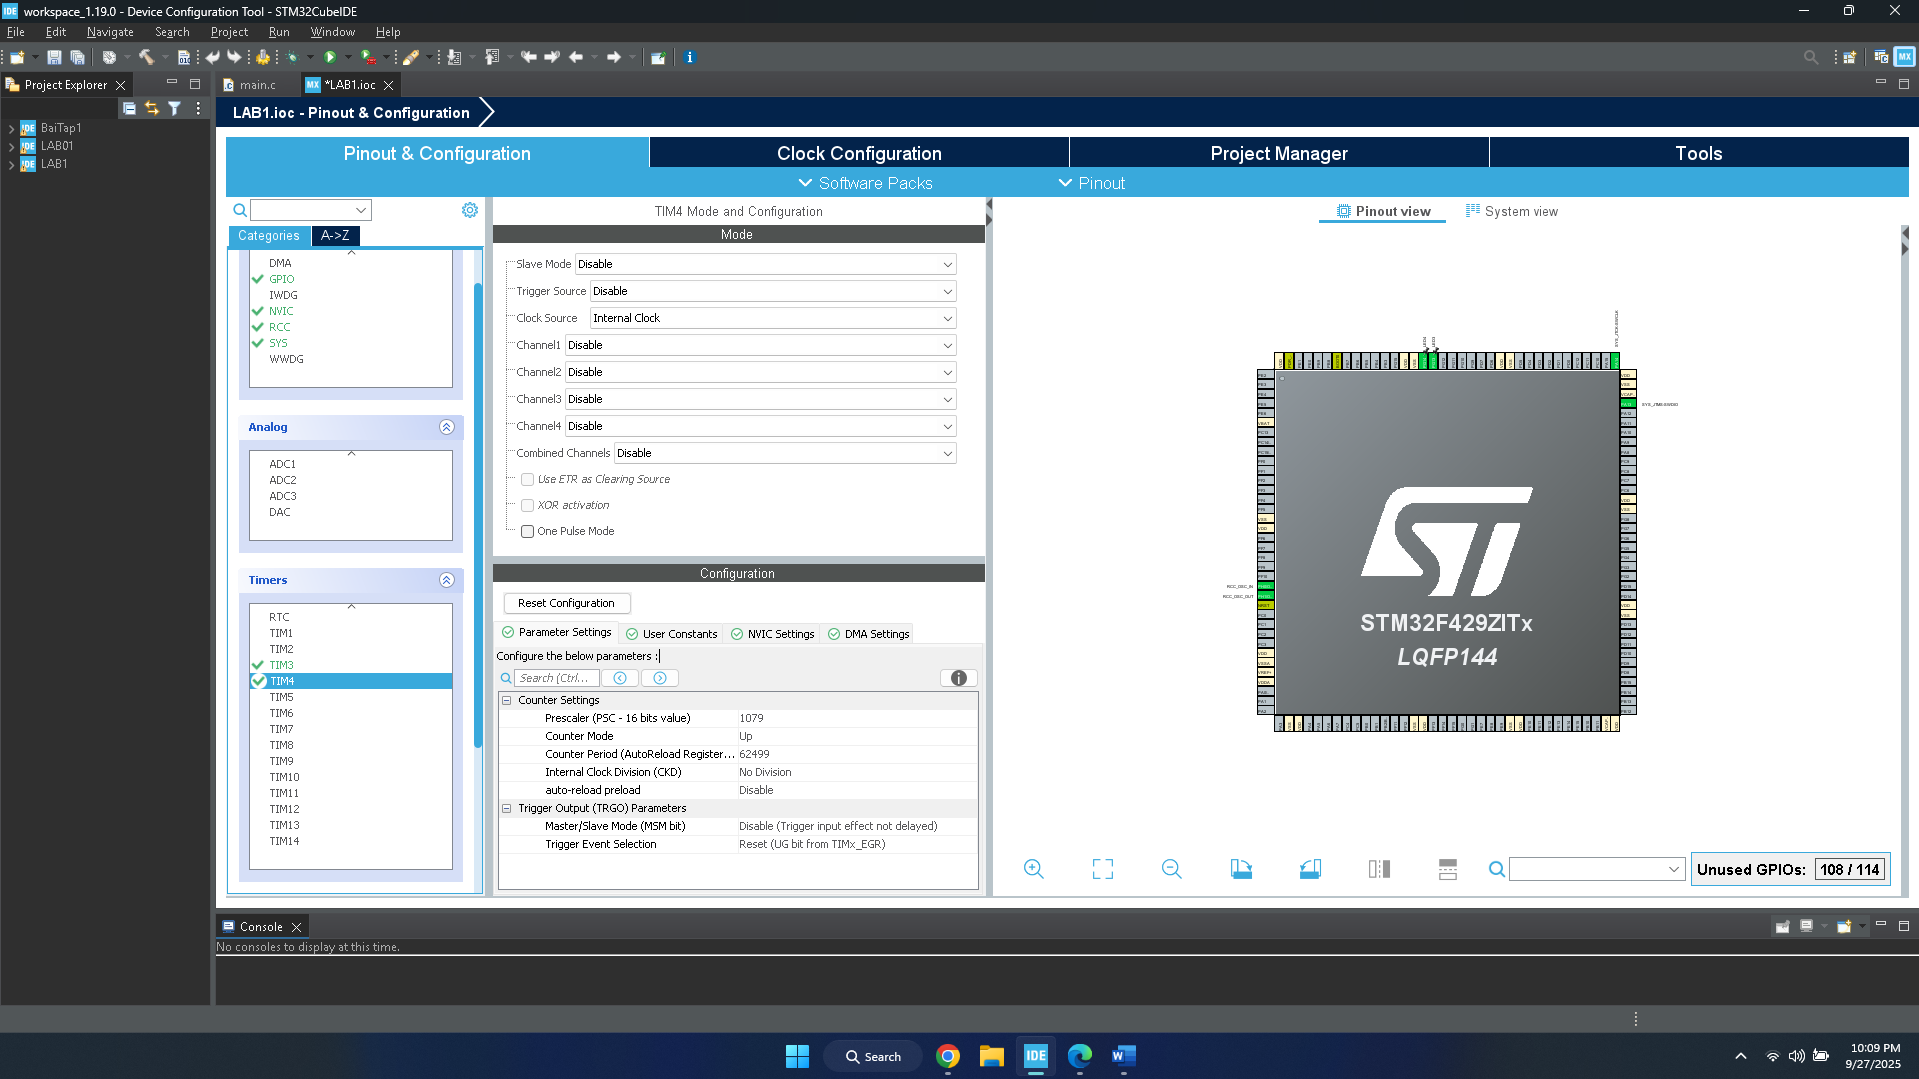 workspace_1.19.0 - Device Configuration Tool - STM32CubeIDE
File Edit Navigate Search Project Run Window Help
Project Explorer
main.c
*LAB1.ioc
BaiTap1
LAB01
LAB1
LAB1.ioc - Pinout & Configuration
Pinout & Configuration
Clock Configuration
Project Manager
Tools
Software Packs
Pinout
Categories
A->Z
DMA
GPIO
IWDG
NVIC
RCC
SYS
WWDG
Analog
ADC1
ADC2
ADC3
DAC
Timers
RTC
TIM1
TIM2
TIM3
TIM4
TIM5
TIM6
TIM7
TIM8
TIM9
TIM10
TIM11
TIM12
TIM13
TIM14
TIM4 Mode and Configuration
Mode
Slave Mode Disable
Trigger Source Disable
Clock Source Internal Clock
Channel1 Disable
Channel2 Disable
Channel3 Disable
Channel4 Disable
Combined Channels Disable
Use ETR as Clearing Source
XOR activation
One Pulse Mode
Configuration
Reset Configuration
Parameter Settings
User Constants
NVIC Settings
DMA Settings
Configure the below parameters :
Search (Ctrl...
Counter Settings
Prescaler (PSC - 16 bits value) 1079
Counter Mode Up
Counter Period (AutoReload Register... 62499
Internal Clock Division (CKD) No Division
auto-reload preload Disable
Trigger Output (TRGO) Parameters
Master/Slave Mode (MSM bit) Disable (Trigger input effect not delayed)
Trigger Event Selection Reset (UG bit from TIMx_EGR)
Pinout view
System view
RCC_OSC_IN
RCC_OSC_OUT
SYS_JTMS-SWDIO
SYS_JTCK-SWCLK
ST
STM32F429ZITx
LQFP144
Unused GPIOs: 108 / 114
Console
No consoles to display at this time.
Search
10:09 PM
9/27/2025